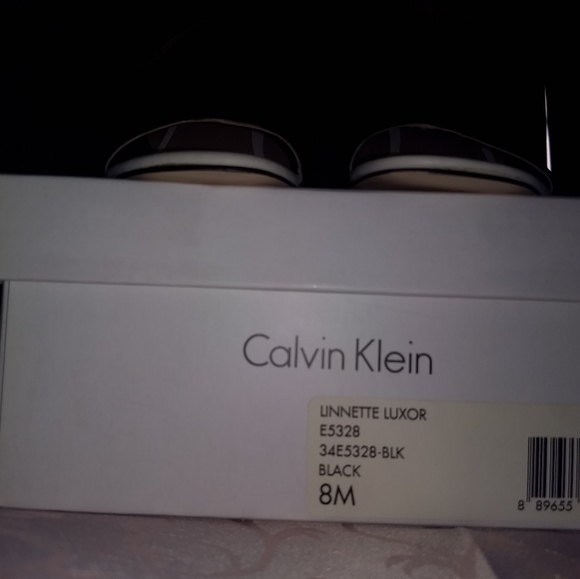 Calvin Klein
LINNETTE LUXOR
E5328
34E5328-BLK
BLACK
8M
8 89655